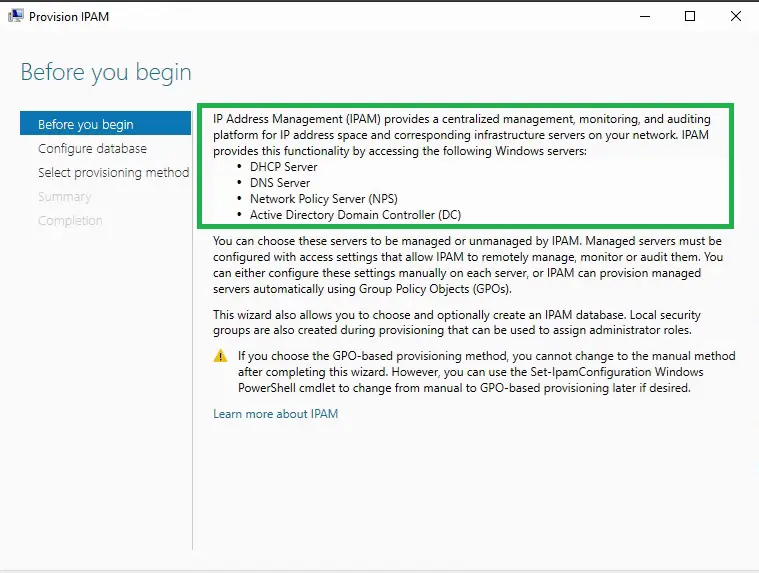 Provision IPAM
Before you begin
Before you begin
Configure database
Select provisioning method
Summary
Completion
IP Address Management (IPAM) provides a centralized management, monitoring, and auditing
platform for IP address space and corresponding infrastructure servers on your network. IPAM
provides this functionality by accessing the following Windows servers:
• DHCP Server
• DNS Server
• Network Policy Server (NPS)
• Active Directory Domain Controller (DC)
You can choose these servers to be managed or unmanaged by IPAM. Managed servers must be
configured with access settings that allow IPAM to remotely manage, monitor or audit them. You
can either configure these settings manually on each server, or IPAM can provision managed
servers automatically using Group Policy Objects (GPOs).
This wizard also allows you to choose and optionally create an IPAM database. Local security
groups are also created during provisioning that can be used to assign administrator roles.
If you choose the GPO-based provisioning method, you cannot change to the manual method
after completing this wizard. However, you can use the Set-IpamConfiguration Windows
PowerShell cmdlet to change from manual to GPO-based provisioning later if desired.
Learn more about IPAM